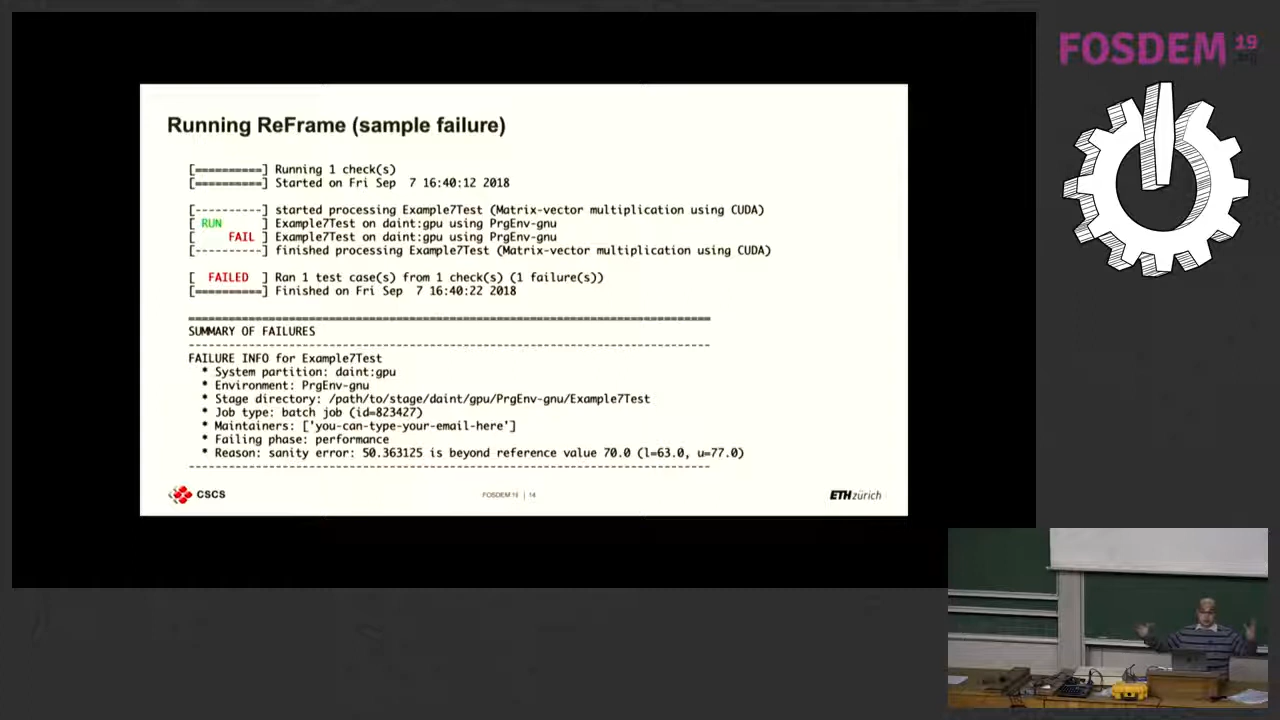 FOSDEM 19
.org
Running ReFrame (sample failure)
[==========] Running 1 check(s)
[==========] Started on Fri Sep  7 16:40:12 2018
[----------] started processing Example7Test (Matrix-vector multiplication using CUDA)
[ RUN      ] Example7Test on daint:gpu using PrgEnv-gnu
[     FAIL ] Example7Test on daint:gpu using PrgEnv-gnu
[----------] finished processing Example7Test (Matrix-vector multiplication using CUDA)
[  FAILED  ] Ran 1 test case(s) from 1 check(s) (1 failure(s))
[==========] Finished on Fri Sep  7 16:40:22 2018
==============================================================================
SUMMARY OF FAILURES
------------------------------------------------------------------------------
FAILURE INFO for Example7Test
* System partition: daint:gpu
* Environment: PrgEnv-gnu
* Stage directory: /path/to/stage/daint/gpu/PrgEnv-gnu/Example7Test
* Job type: batch job (id=823427)
* Maintainers: ['you-can-type-your-email-here']
* Failing phase: performance
* Reason: sanity error: 50.363125 is beyond reference value 70.0 (l=63.0, u=77.0)
------------------------------------------------------------------------------
CSCS
FOSDEM'19 | 14
ETH zürich